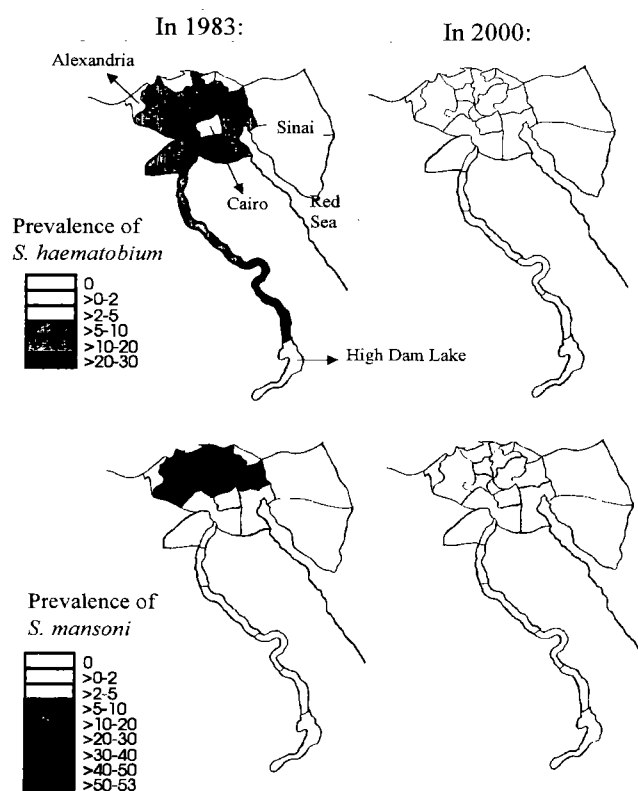 In 1983:
In 2000:
Alexandria
Sinai
Cairo
Red
Sea
Prevalence of
S. haematobium
0
>0-2
>2-5
>5-10
>10-20
>20-30
High Dam Lake
Prevalence of
S. mansoni
0
>0-2
>2-5
>5-10
>10-20
>20-30
>30-40
>40-50
>50-53